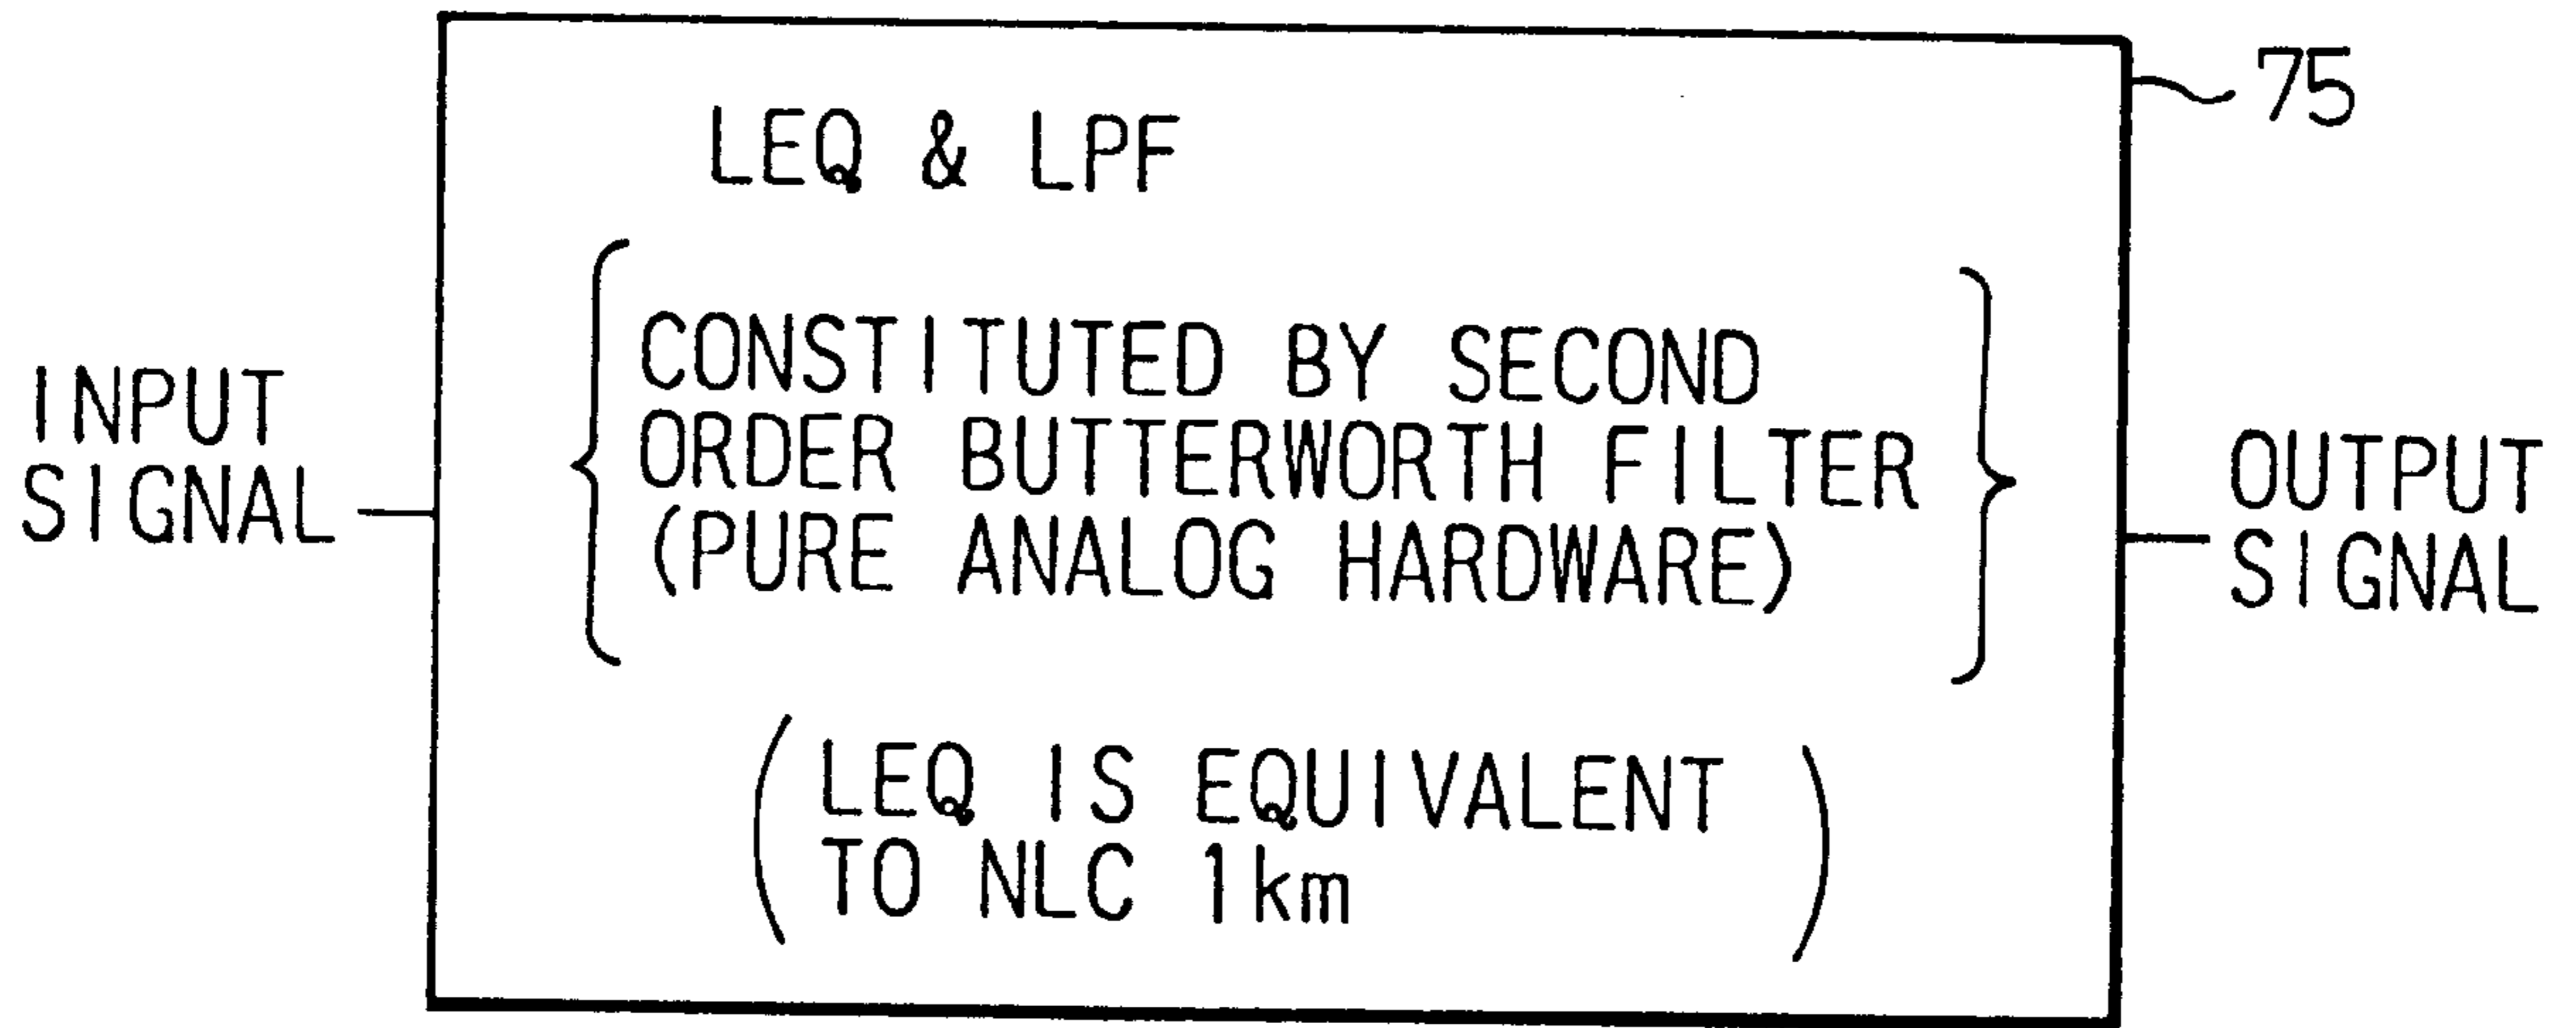 75
LEQ & LPF
CONSTITUTED BY SECOND
ORDER BUTTERWORTH FILTER
(PURE ANALOG HARDWARE)
INPUT
SIGNAL
OUTPUT
SIGNAL
(LEQ IS EQUIVALENT
TO NLC 1km)